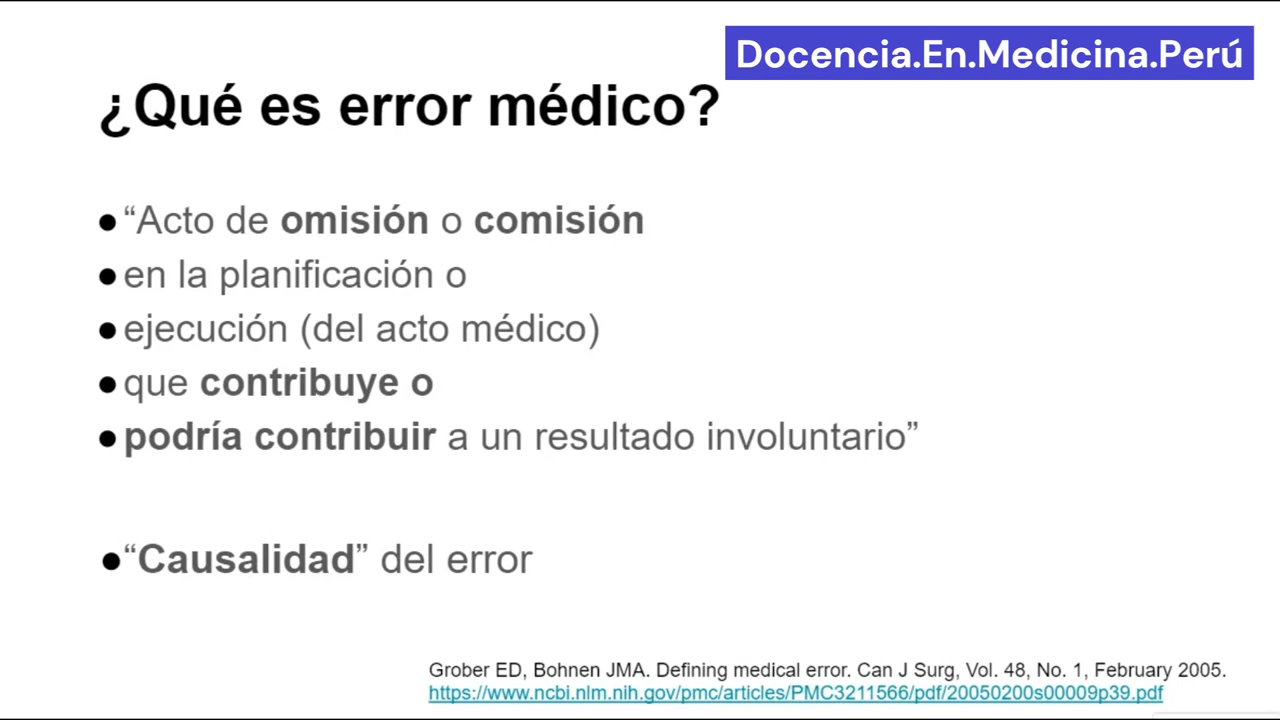 Docencia.En.Medicina.Perú
¿Qué es error médico?
●“Acto de omisión o comisión
●en la planificación o
●ejecución (del acto médico)
●que contribuye o
●podría contribuir a un resultado involuntario”
●“Causalidad” del error
Grober ED, Bohnen JMA. Defining medical error. Can J Surg, Vol. 48, No. 1, February 2005.
https://www.ncbi.nlm.nih.gov/pmc/articles/PMC3211566/pdf/20050200s00009p39.pdf